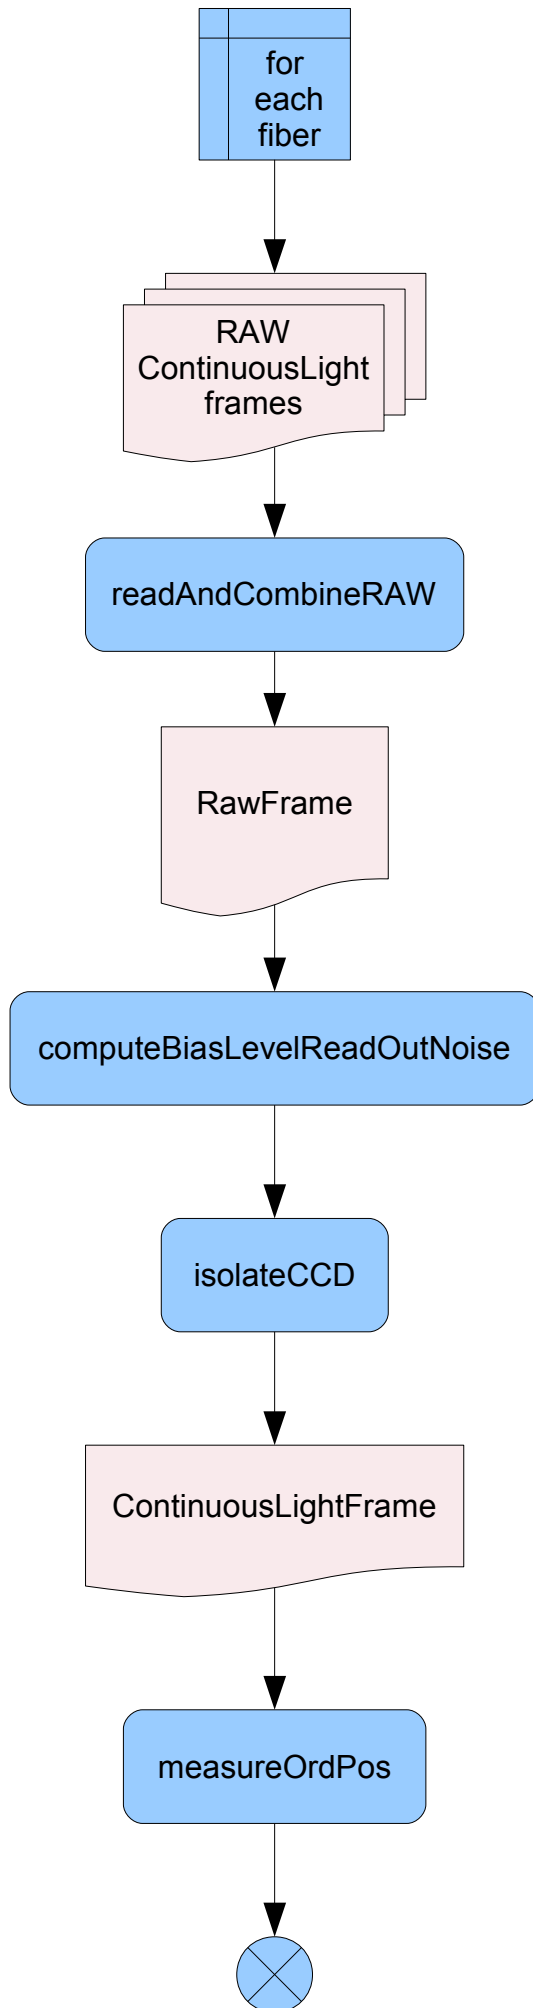 for
each
fiber
RAW
ContinuousLight
frames
readAndCombineRAW
RawFrame
computeBiasLevelReadOutNoise
isolateCCD
ContinuousLightFrame
measureOrdPos